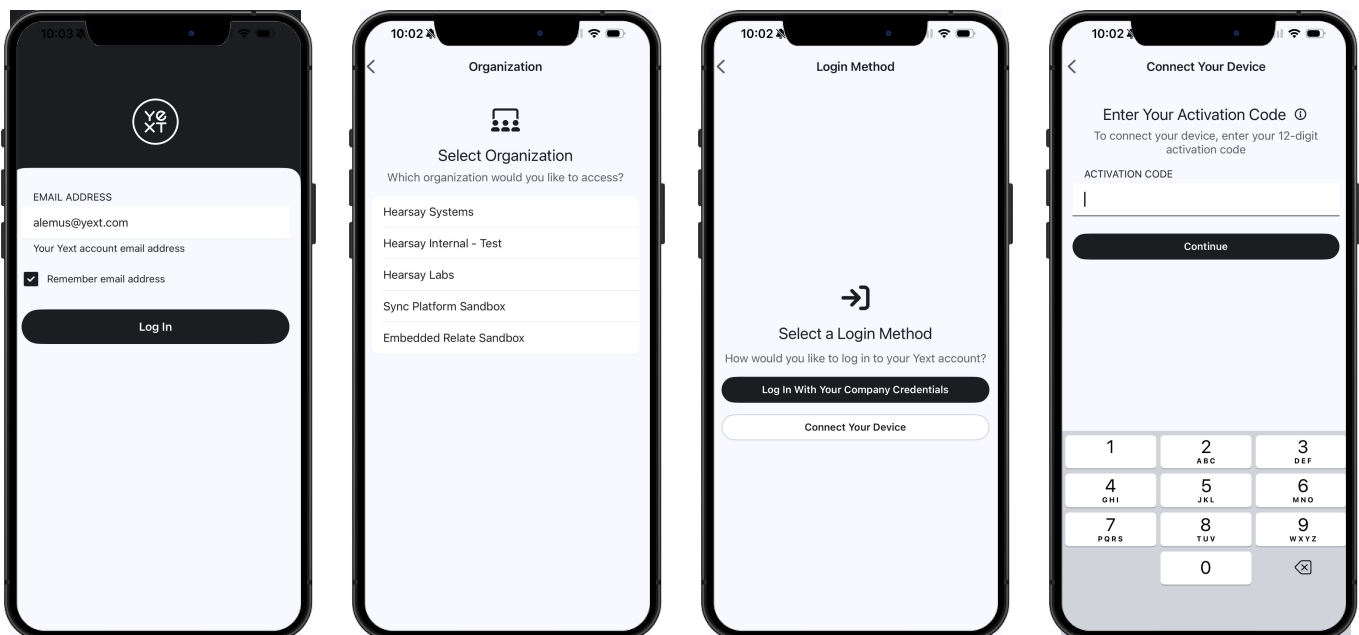 10:03
YEXT
EMAIL ADDRESS
alemus@yext.com
Your Yext account email address
Remember email address
Log In
10:02
Organization
Select Organization
Which organization would you like to access?
Hearsay Systems
Hearsay Internal - Test
Hearsay Labs
Sync Platform Sandbox
Embedded Relate Sandbox
10:02
Login Method
Select a Login Method
How would you like to log in to your Yext account?
Log In With Your Company Credentials
Connect Your Device
10:02
Connect Your Device
Enter Your Activation Code
To connect your device, enter your 12-digit
activation code
ACTIVATION CODE
Continue
1 2 3
ABC DEF
4 5 6
GHI JKL MNO
7 8 9
PQRS TUV WXYZ
0